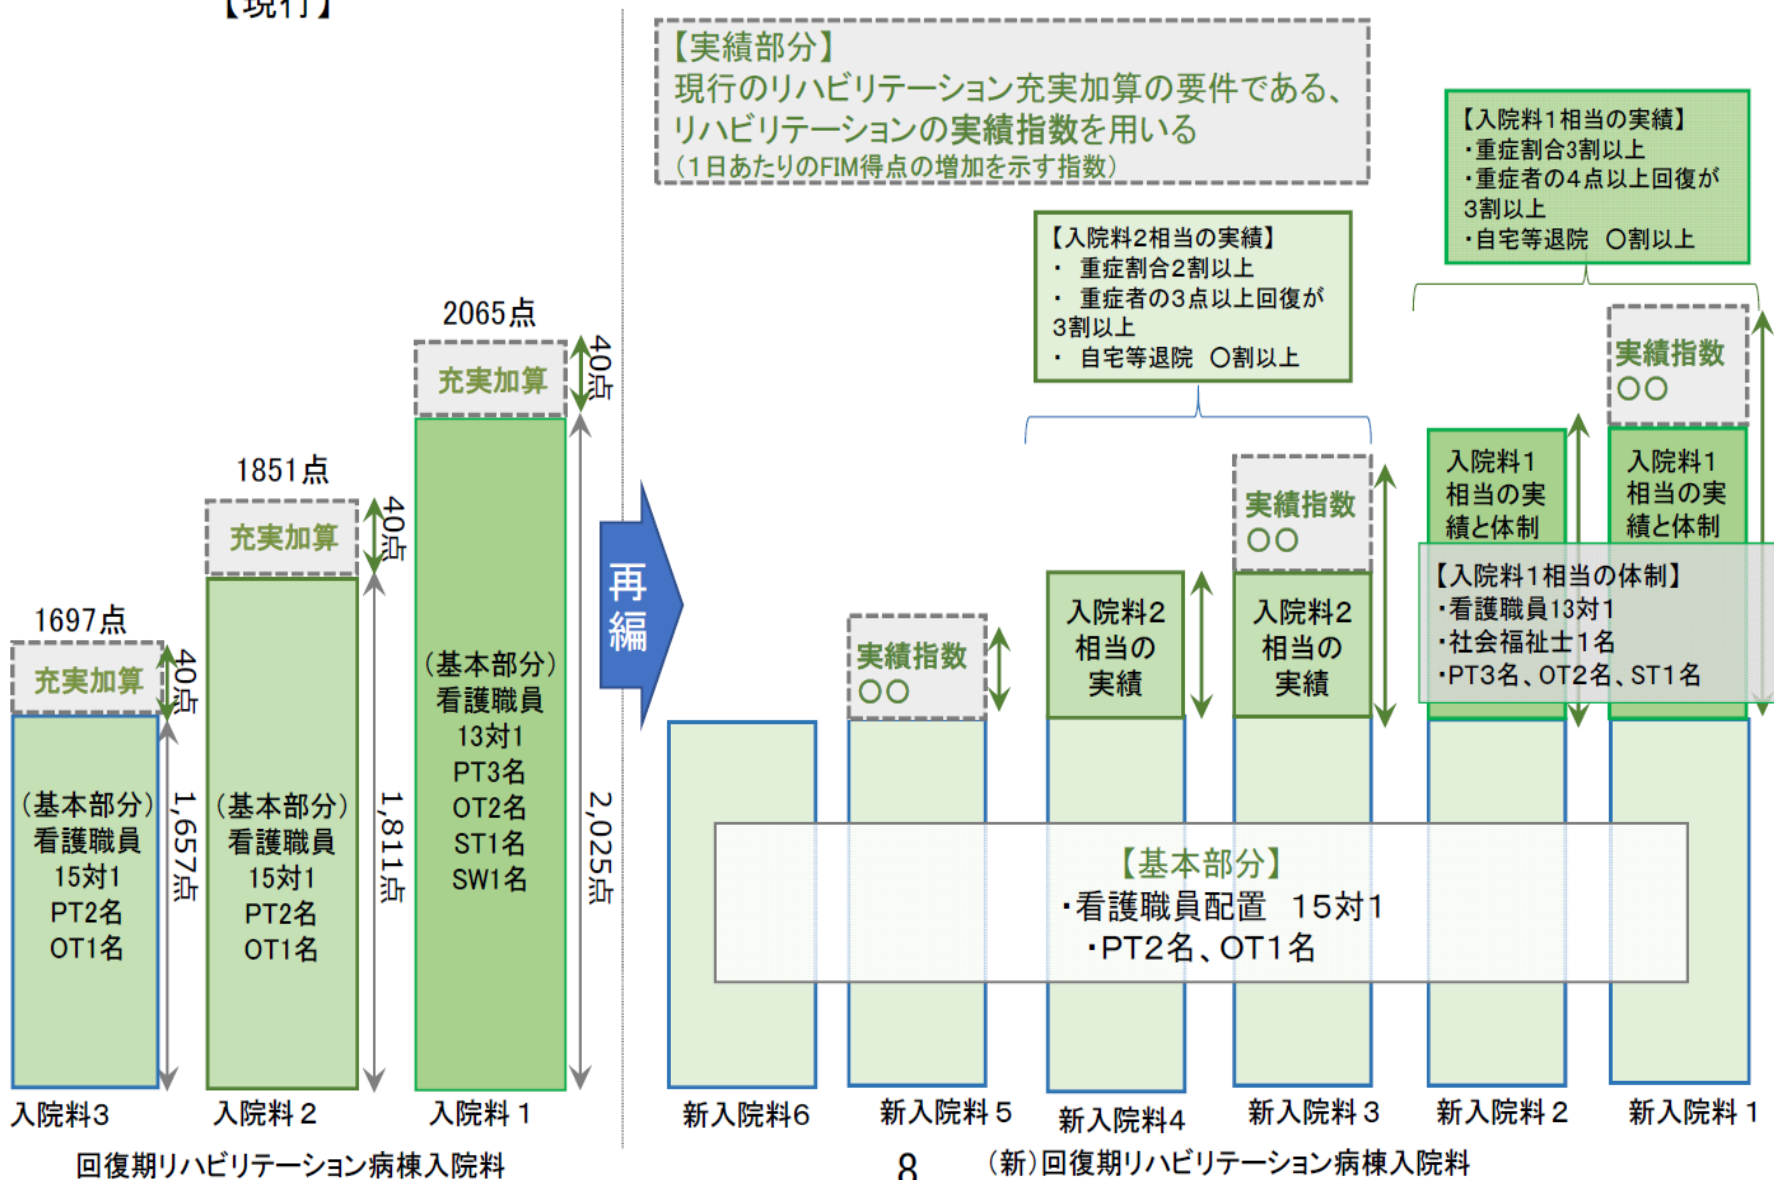 【現行】
【実績部分】
現行のリハビリテーション充実加算の要件である、
リハビリテーションの実績指数を用いる
(1日あたりのFIM得点の増加を示す指数)
【入院料1相当の実績】
・重症割合3割以上
・重症者の4点以上回復が
3割以上
・自宅等退院 〇割以上
【入院料2相当の実績】
・ 重症割合2割以上
・ 重症者の3点以上回復が
3割以上
・ 自宅等退院 〇割以上
1697点
充実加算
40点
(基本部分)
看護職員
15対1
PT2名
OT1名
1,657点
入院料3
1851点
充実加算
40点
(基本部分)
看護職員
15対1
PT2名
OT1名
1,811点
入院料2
2065点
充実加算
40点
(基本部分)
看護職員
13対1
PT3名
OT2名
ST1名
SW1名
2,025点
入院料1
回復期リハビリテーション病棟入院料
再編
実績指数
〇〇
入院料2
相当の
実績
実績指数
〇〇
入院料2
相当の
実績
入院料1
相当の実
績と体制
実績指数
〇〇
入院料1
相当の実
績と体制
【入院料1相当の体制】
・看護職員13対1
・社会福祉士1名
・PT3名、OT2名、ST1名
【基本部分】
・看護職員配置 15対1
・PT2名、OT1名
新入院料6
新入院料5
新入院料4
新入院料3
新入院料2
新入院料1
8
(新)回復期リハビリテーション病棟入院料